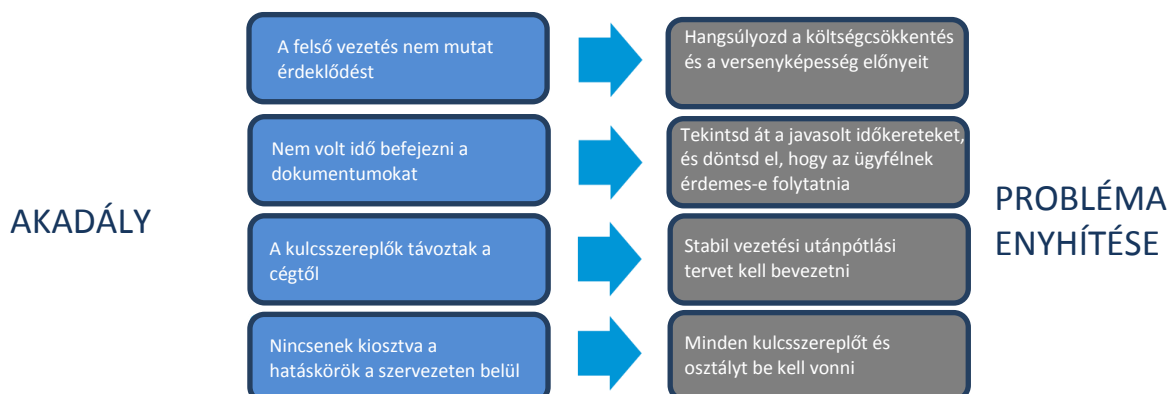 AKADÁLY
A felső vezetés nem mutat
érdeklődést
Hangsúlyozd a költségcsökkentés
és a versenyképesség előnyeit
Nem volt idő befejezni a
dokumentumokat
Tekintsd át a javasolt időkereteket,
és döntsd el, hogy az ügyfélnek
érdemes-e folytatnia
A kulcsszereplők távoztak a
cégtől
Stabil vezetési utánpótlási
tervet kell bevezetni
Nincsenek kiosztva a
hatáskörök a szervezeten belül
Minden kulcsszereplőt és
osztályt be kell vonni
PROBLÉMA
ENYHÍTÉSE